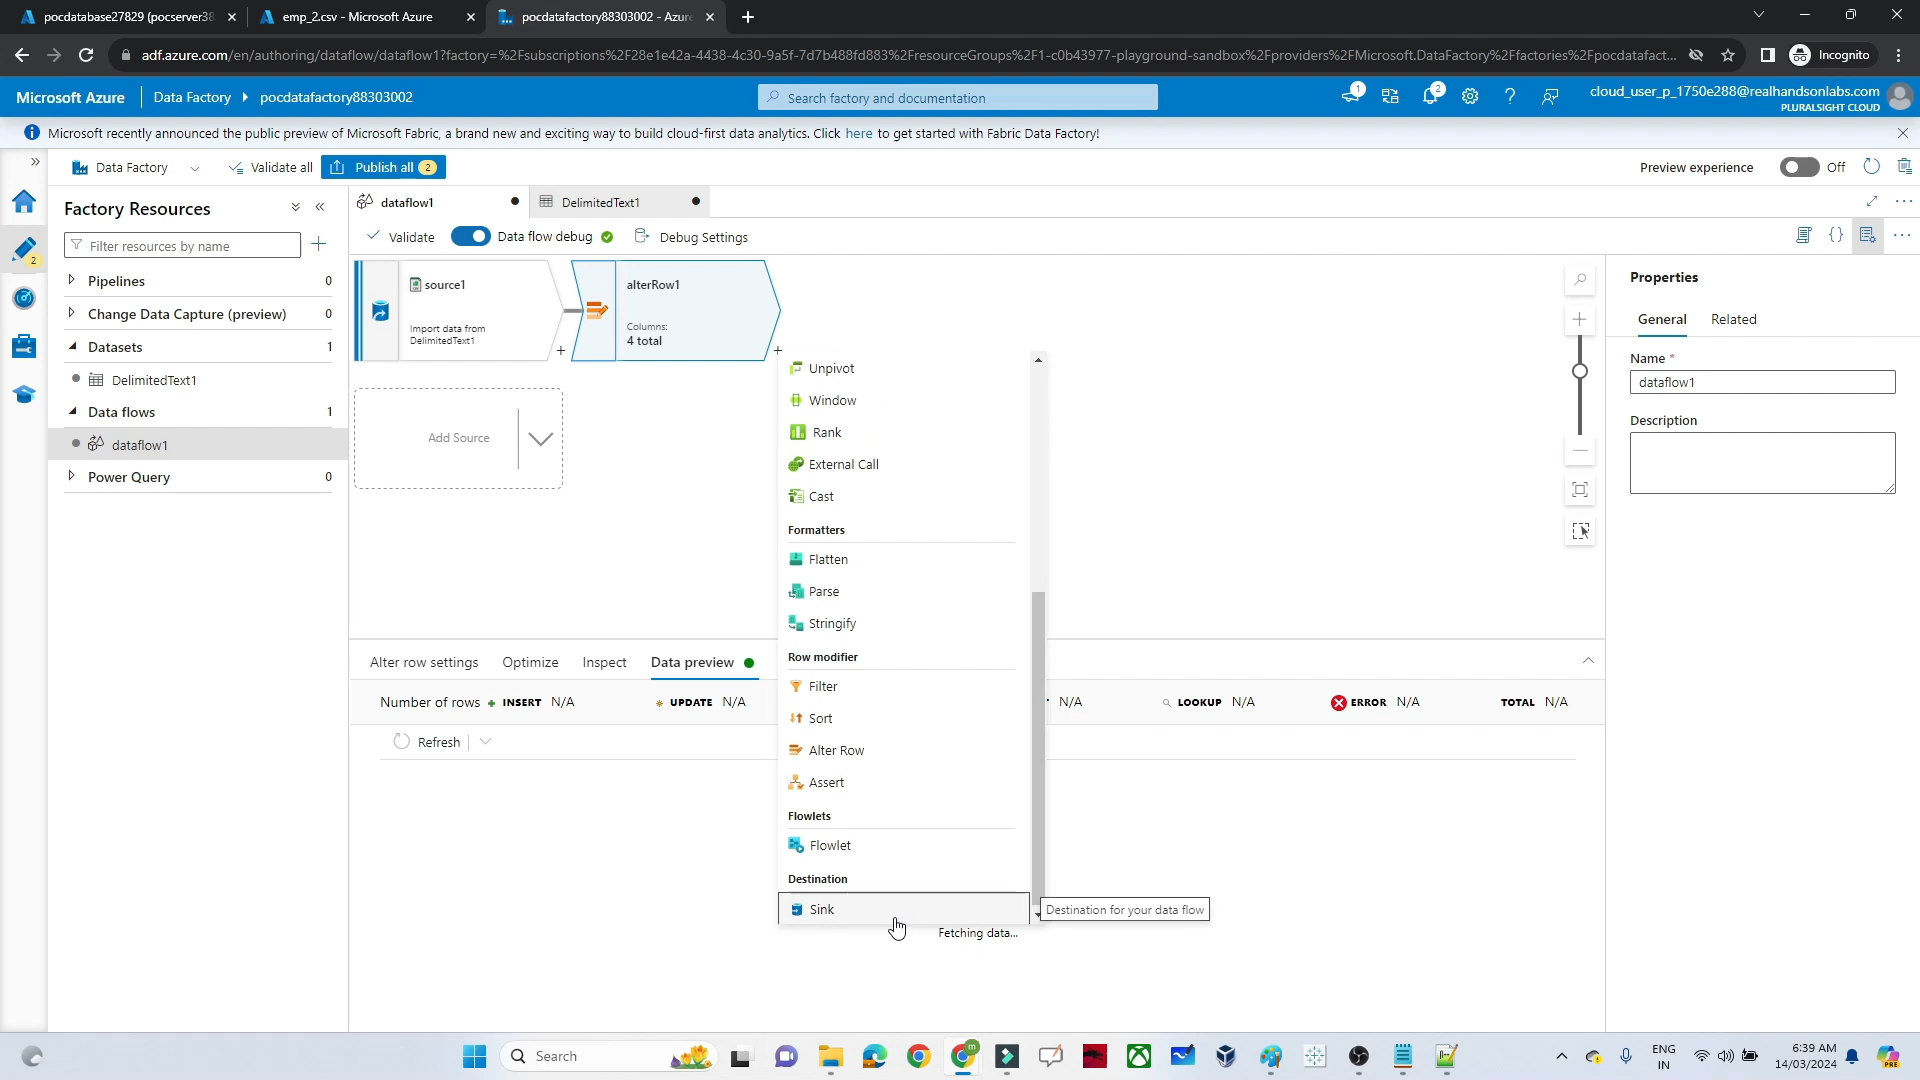 pocdatabase27829 (pocserver38
emp_2.csv - Microsoft Azure
pocdatafactory88303002 - Azure
adf.azure.com/en/authoring/dataflow/dataflow1?factory=%2Fsubscriptions%2F28e1e42a-4438-4c30-9a5f-7d7b488fd883%2FresourceGroups%2F1-c0b43977-playground-sandbox%2Fproviders%2FMicrosoft.DataFactory%2Ffactories%2Fpocdatafact...
Incognito
Microsoft Azure
Data Factory
pocdatafactory88303002
Search factory and documentation
1
2
cloud_user_p_1750e288@realhandsonlabs.com
PLURALSIGHT CLOUD
Microsoft recently announced the public preview of Microsoft Fabric, a brand new and exciting way to build cloud-first data analytics. Click here to get started with Fabric Data Factory!
Data Factory
Validate all
Publish all 2
Preview experience
Off
Factory Resources
dataflow1
DelimitedText1
Filter resources by name
Validate
Data flow debug
Debug Settings
2
Pipelines 0
Change Data Capture (preview) 0
Datasets 1
DelimitedText1
Data flows 1
dataflow1
Power Query 0
source1
Import data from
DelimitedText1
+
alterRow1
Columns:
4 total
+
Add Source
Unpivot
Window
Rank
External Call
Cast
Formatters
Flatten
Parse
Stringify
Row modifier
Filter
Sort
Alter Row
Assert
Flowlets
Flowlet
Destination
Sink
Destination for your data flow
Fetching data...
Properties
General
Related
Name *
dataflow1
Description
Alter row settings
Optimize
Inspect
Data preview
Number of rows + INSERT N/A
UPDATE N/A
N/A
LOOKUP N/A
ERROR N/A
TOTAL N/A
Refresh
Search
m
ENG
IN
6:39 AM
14/03/2024
PRE